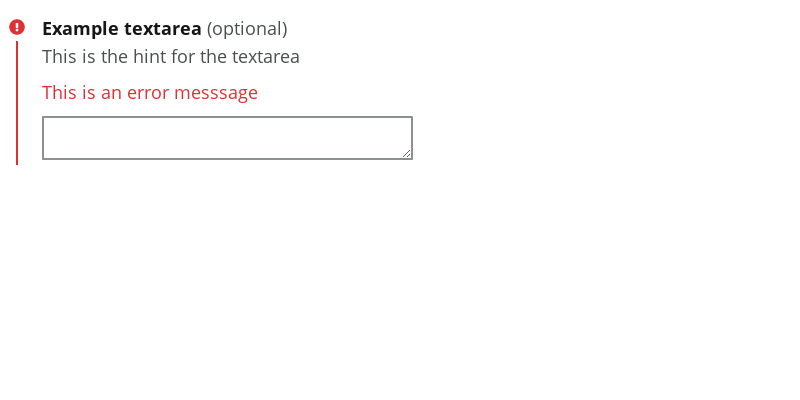 Example textarea (optional)
This is the hint for the textarea
This is an error messsage